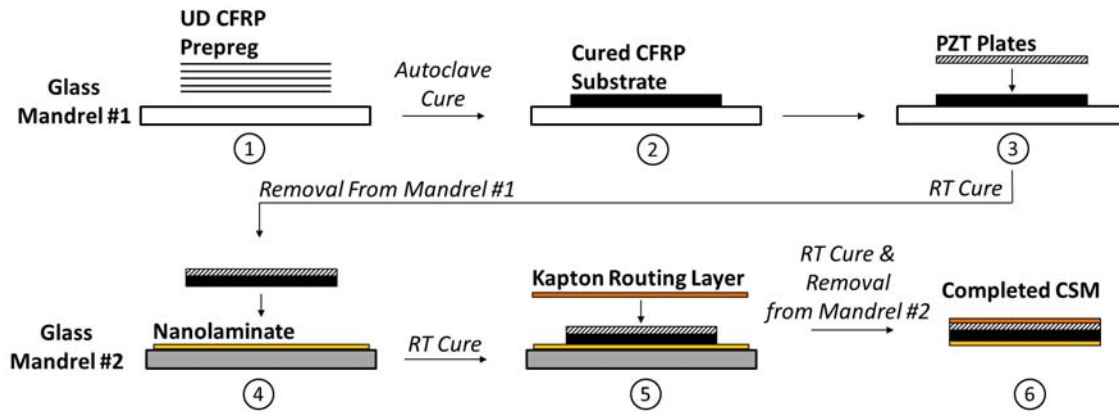 UD CFRP
Prepreg
Glass
Mandrel #1
Autoclave
Cure
Cured CFRP
Substrate
PZT Plates
1
2
3
Removal From Mandrel #1
RT Cure
Glass
Mandrel #2
Nanolaminate
RT Cure
Kapton Routing Layer
RT Cure &
Removal
from Mandrel #2
Completed CSM
4
5
6